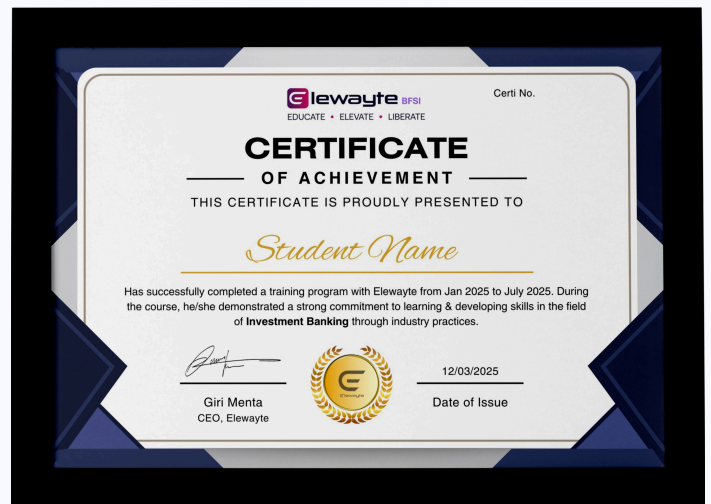 Elewayte BFSI
Certi No.
EDUCATE • ELEVATE • LIBERATE
CERTIFICATE
OF ACHIEVEMENT
THIS CERTIFICATE IS PROUDLY PRESENTED TO
Student Name
Has successfully completed a training program with Elewayte from Jan 2025 to July 2025. During
the course, he/she demonstrated a strong commitment to learning & developing skills in the field
of Investment Banking through industry practices.
12/03/2025
Giri Menta
Date of Issue
CEO, Elewayte
Elewayte